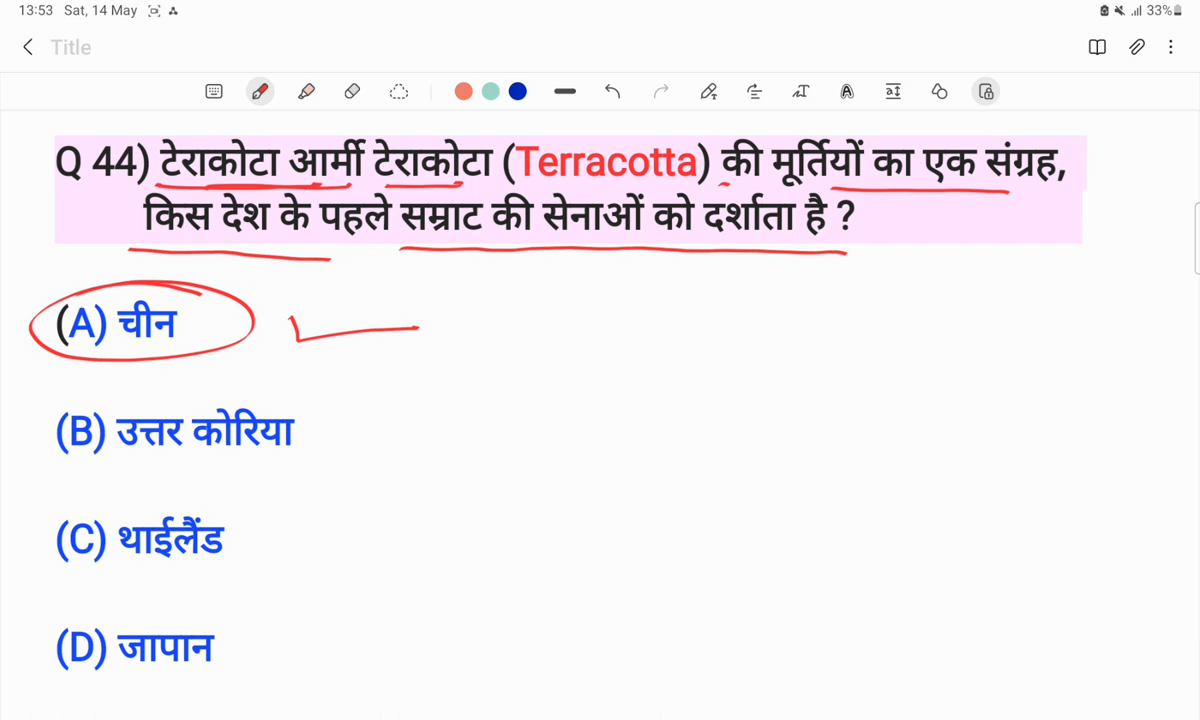 13:53 Sat, 14 May 33%
Title
Q 44) टेराकोटा आर्मी टेराकोटा (Terracotta) की मूर्तियों का एक संग्रह,
किस देश के पहले सम्राट की सेनाओं को दर्शाता है ?
(A) चीन
(B) उत्तर कोरिया
(C) थाईलैंड
(D) जापान